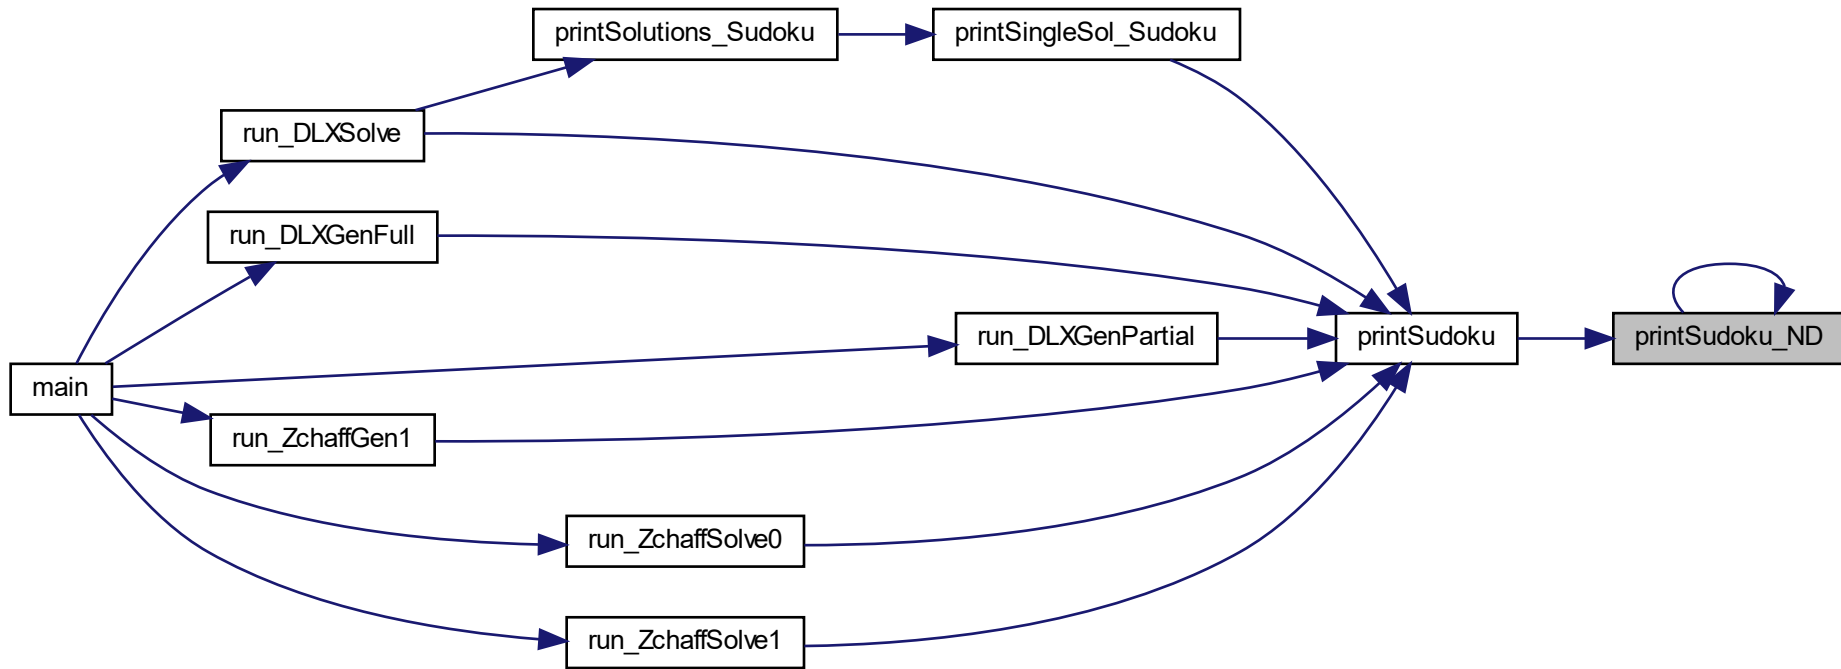 printSolutions_Sudoku
printSingleSol_Sudoku
run_DLXSolve
run_DLXGenFull
run_DLXGenPartial
printSudoku
printSudoku_ND
main
run_ZchaffGen1
run_ZchaffSolve0
run_ZchaffSolve1